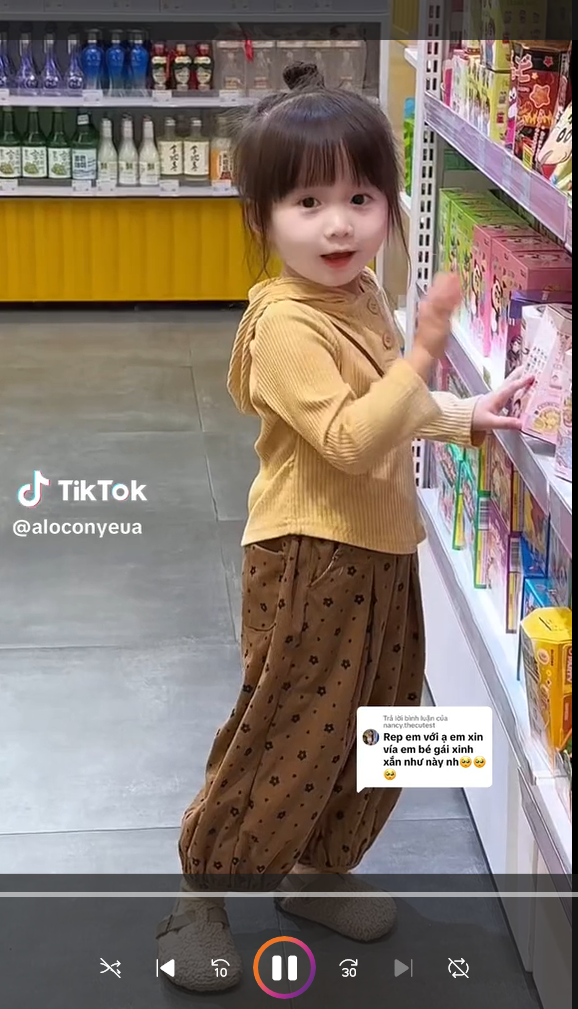 TikTok
@aloconyeua
Trả lời bình luận của
nancy.thecutest
Rep em với ạ em xin
vía em bé gái xinh
xắn như này nh🥺🥺
🥺
10
30